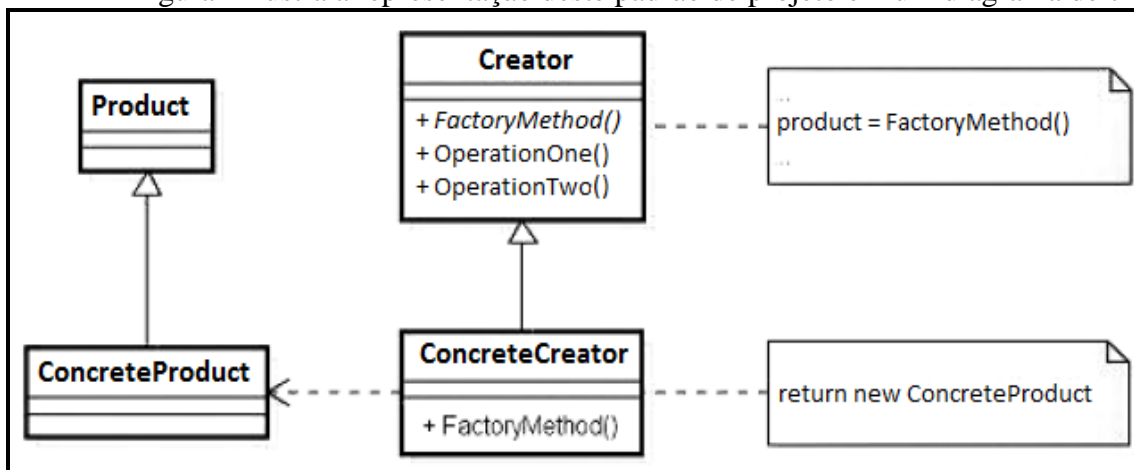 Product
Creator
+ FactoryMethod()
+ OperationOne()
+ OperationTwo()
...
product = FactoryMethod()
...
ConcreteProduct
ConcreteCreator
+ FactoryMethod()
return new ConcreteProduct